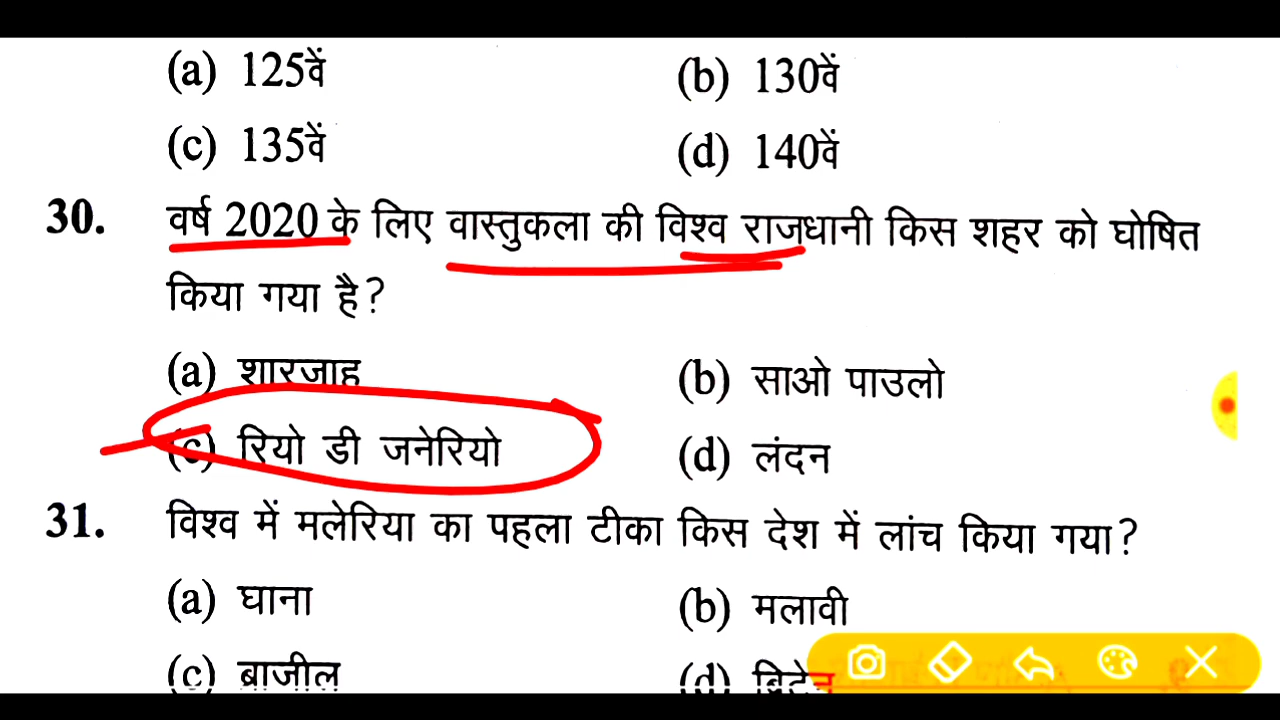 (a) 125वें (b) 130वें
(c) 135वें (d) 140वें
30. वर्ष 2020 के लिए वास्तुकला की विश्व राजधानी किस शहर को घोषित
किया गया है?
(a) शारजाह (b) साओ पाउलो
(c) रियो डी जनेरियो (d) लंदन
31. विश्व में मलेरिया का पहला टीका किस देश में लांच किया गया?
(a) घाना (b) मलावी
(c) ब्राजील (d) ब्रिटेन